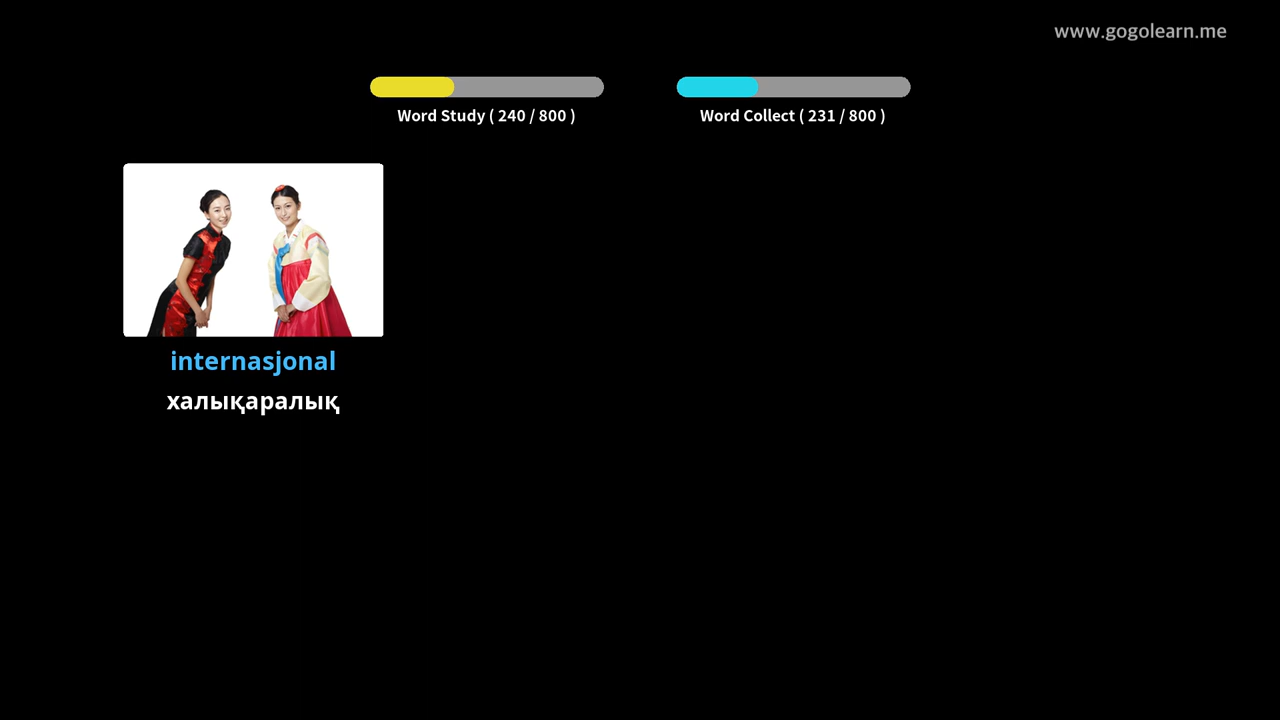 www.gogolearn.me
Word Study ( 240 / 800 )
Word Collect ( 231 / 800 )
internasjonal
халықаралық